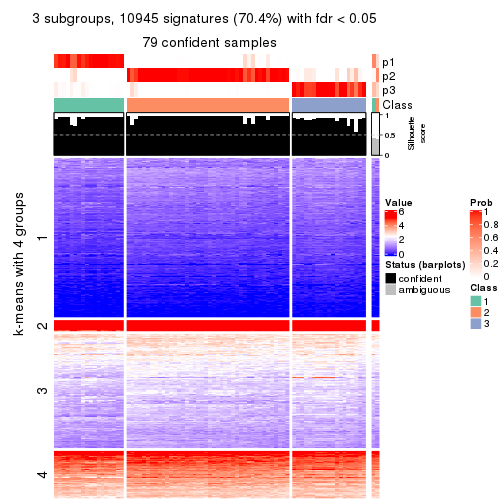 3 subgroups, 10945 signatures (70.4%) with fdr < 0.05
79 confident samples
p1
p2
p3
Class
1
0.5
0
Silhouette
score
k-means with 4 groups
1
2
3
4
Value
6
4
2
0
Status (barplots)
confident
ambiguous
Prob
1
0.8
0.6
0.4
0.2
0
Class
1
2
3